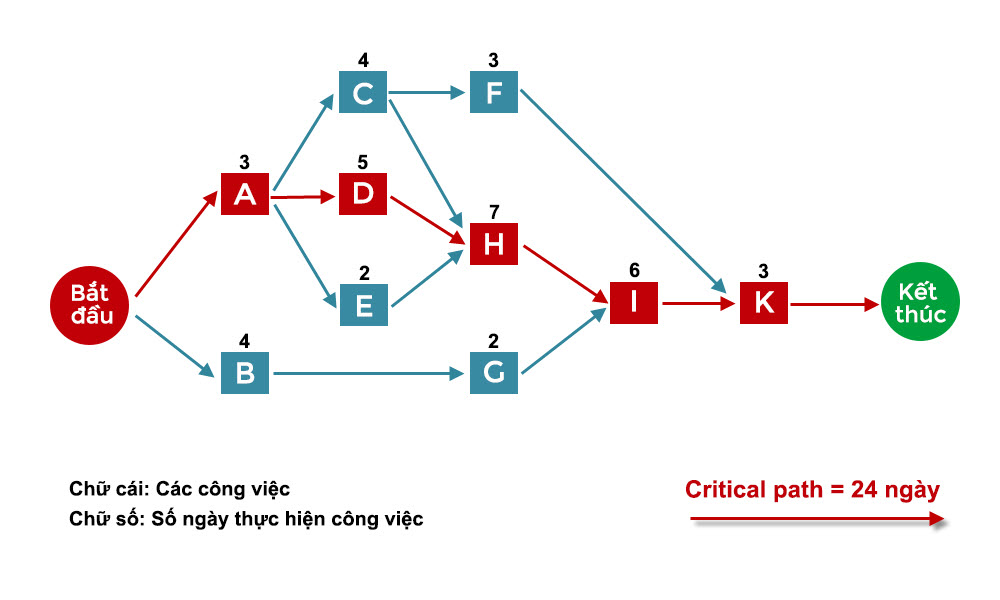 4
C
3
F
3
A
5
D
7
H
2
E
6
I
3
K
Bắt
đầu
Kết
thúc
4
B
2
G
Chữ cái: Các công việc
Chữ số: Số ngày thực hiện công việc
Critical path = 24 ngày